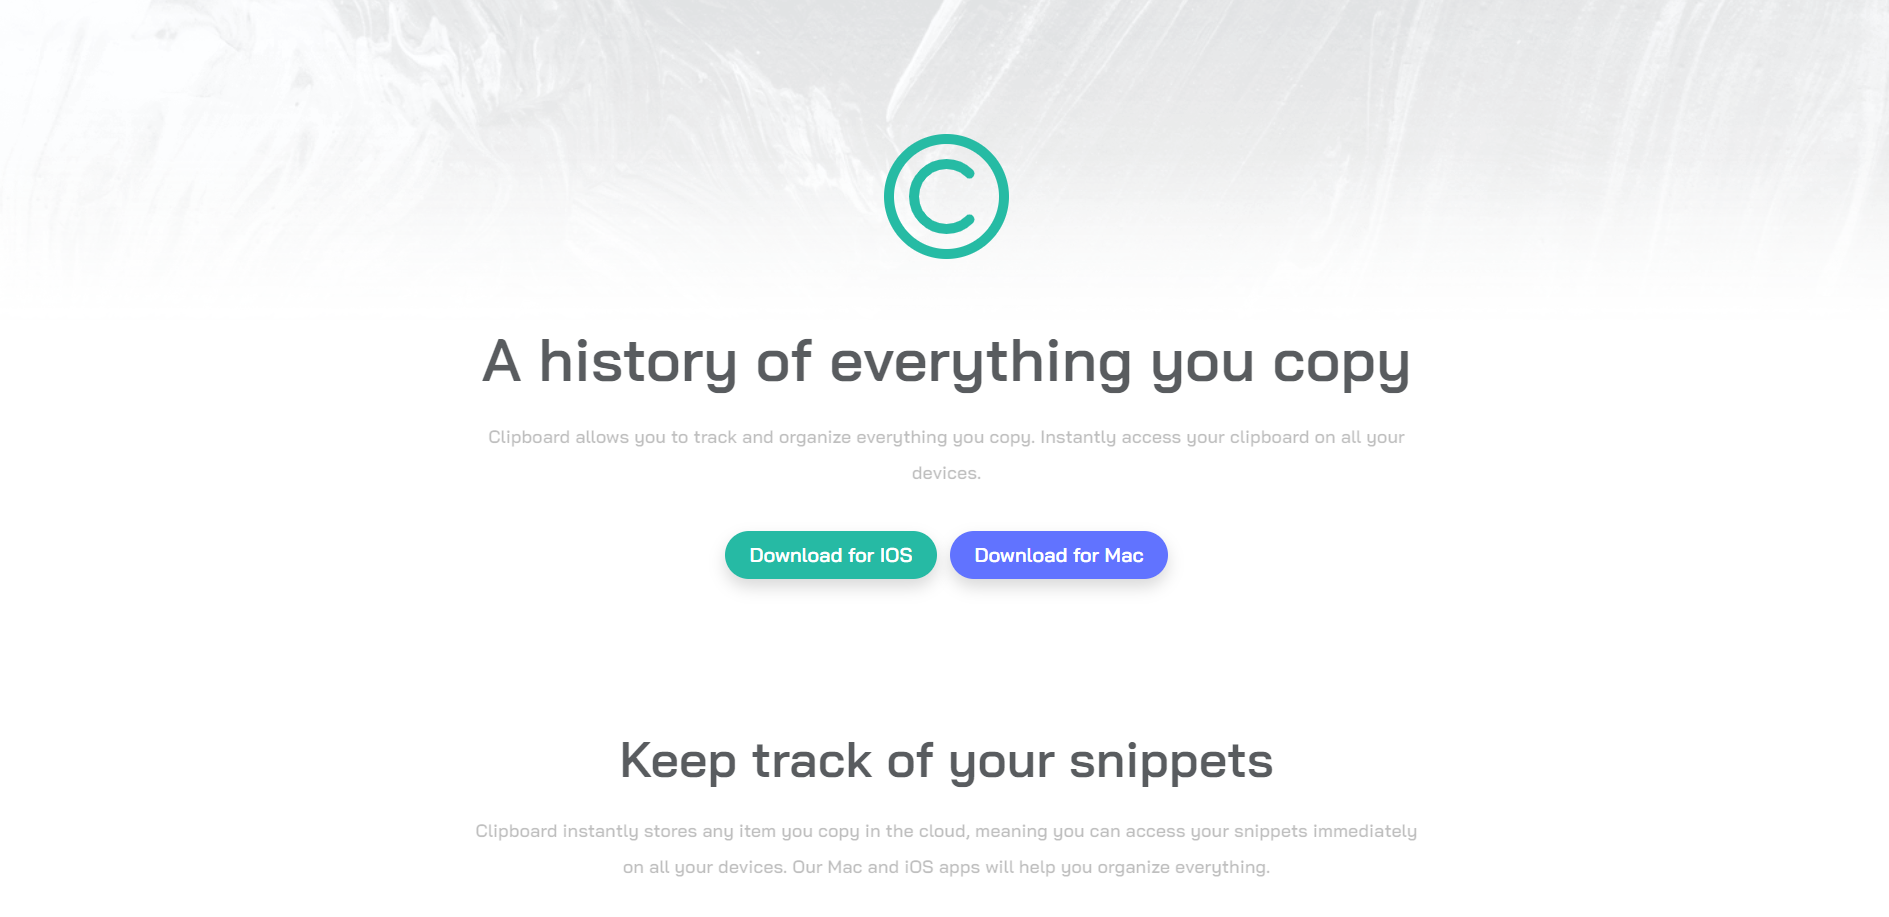 A history of everything you copy
Clipboard allows you to track and organize everything you copy. Instantly access your clipboard on all your
devices.
Download for IOS
Download for Mac
Keep track of your snippets
Clipboard instantly stores any item you copy in the cloud, meaning you can access your snippets immediately
on all your devices. Our Mac and iOS apps will help you organize everything.